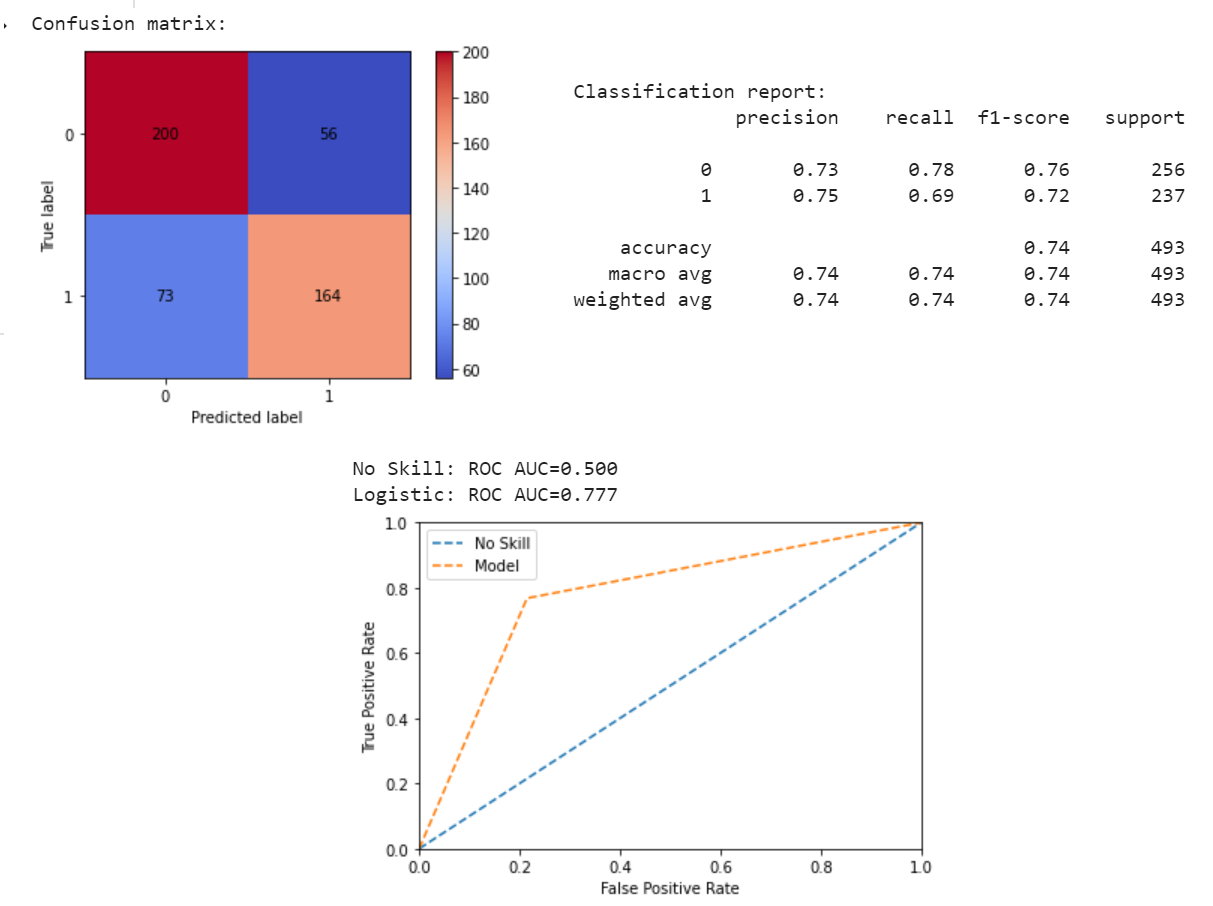 Confusion matrix:
200
56
73
164
0
1
True label
0
1
Predicted label
200
180
160
140
120
100
80
60
Classification report:
precision recall f1-score support
0 0.73 0.78 0.76 256
1 0.75 0.69 0.72 237
accuracy 0.74 493
macro avg 0.74 0.74 0.74 493
weighted avg 0.74 0.74 0.74 493
No Skill: ROC AUC=0.500
Logistic: ROC AUC=0.777
No Skill
Model
1.0
0.8
0.6
0.4
0.2
0.0
True Positive Rate
0.0 0.2 0.4 0.6 0.8 1.0
False Positive Rate